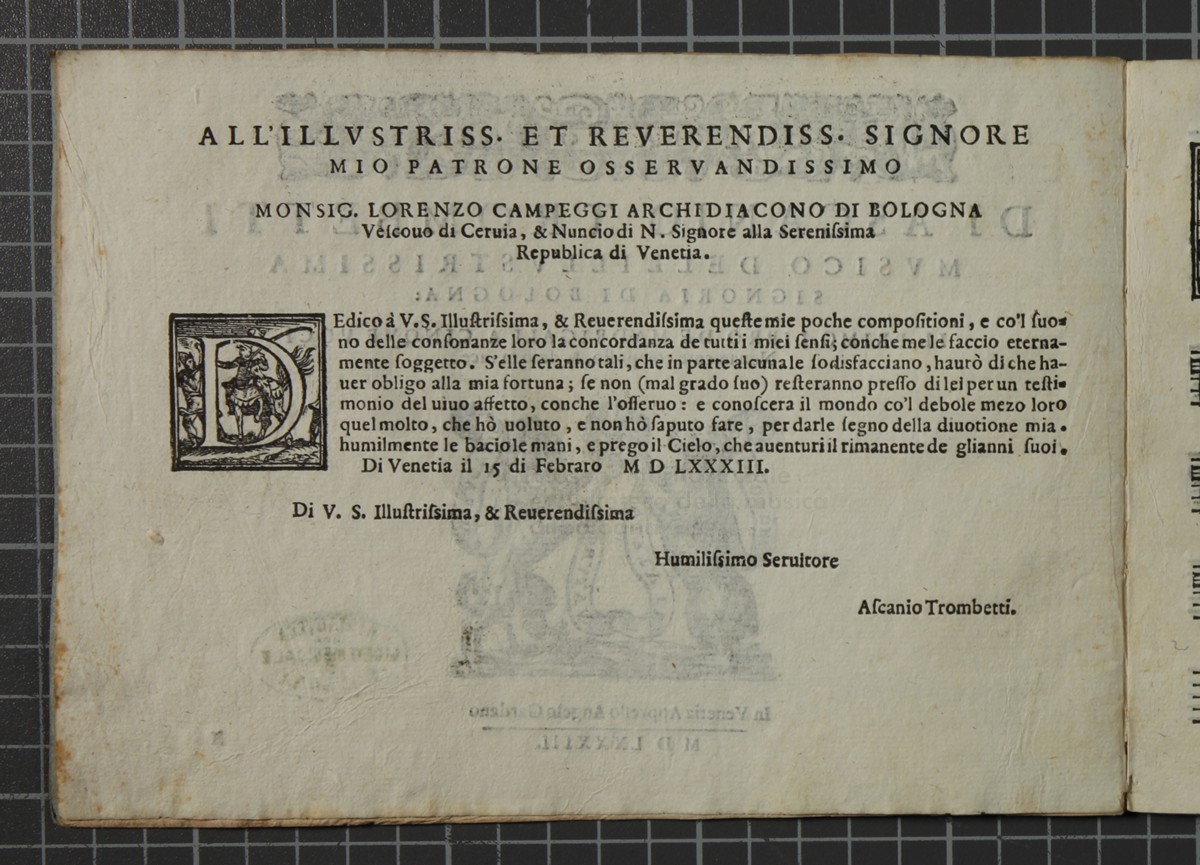 ALL'ILLVSTRISS. ET REVERENDISS. SIGNORE
MIO PATRONE OSSERVANDISSIMO
MONSIG. LORENZO CAMPEGGI ARCHIDIACONO DI BOLOGNA
Veſcouo di Ceruia, & Nuncio di N. Signore alla Sereniſsima
Republica di Venetia.
DEdico à V.S. Illuſtriſsima, & Reuerendiſsima queſte mie poche compoſitioni, e co'l ſuo-
no delle conſonanze loro la concordanza de tutti i miei ſenſi; conche me le faccio eterna-
mente ſoggetto. S'elle ſeranno tali, che in parte alcuna le ſodisfacciano, haurò di che ha-
uer obligo alla mia fortuna; ſe non (mal grado ſuo) reſteranno preſſo di lei per un teſti-
monio del uiuo affetto, conche l'oſſeruo: e conoſcera il mondo co'l debole mezo loro
quel molto, che hò uoluto, e non hò ſaputo fare, per darle ſegno della diuotione mia.
humilmente le bacio le mani, e prego il Cielo, che auenturi il rimanente de gli anni ſuoi.
Di Venetia il 15 di Febraro M D LXXXIII.
Di V. S. Illuſtriſsima, & Reuerendiſsima
Humiliſsimo Seruitore
Aſcanio Trombetti.